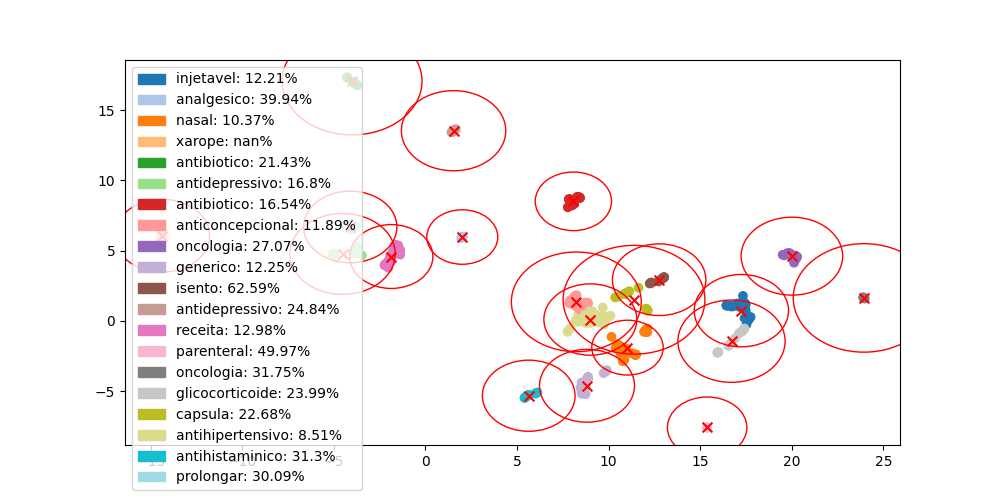 injetavel: 12.21%
analgesico: 39.94%
nasal: 10.37%
xarope: nan%
antibiotico: 21.43%
antidepressivo: 16.8%
antibiotico: 16.54%
anticoncepcional: 11.89%
oncologia: 27.07%
generico: 12.25%
isento: 62.59%
antidepressivo: 24.84%
receita: 12.98%
parenteral: 49.97%
oncologia: 31.75%
glicocorticoide: 23.99%
capsula: 22.68%
antihipertensivo: 8.51%
antihistaminico: 31.3%
prolongar: 30.09%
15
10
5
0
−5
−15 −10 −5 0 5 10 15 20 25